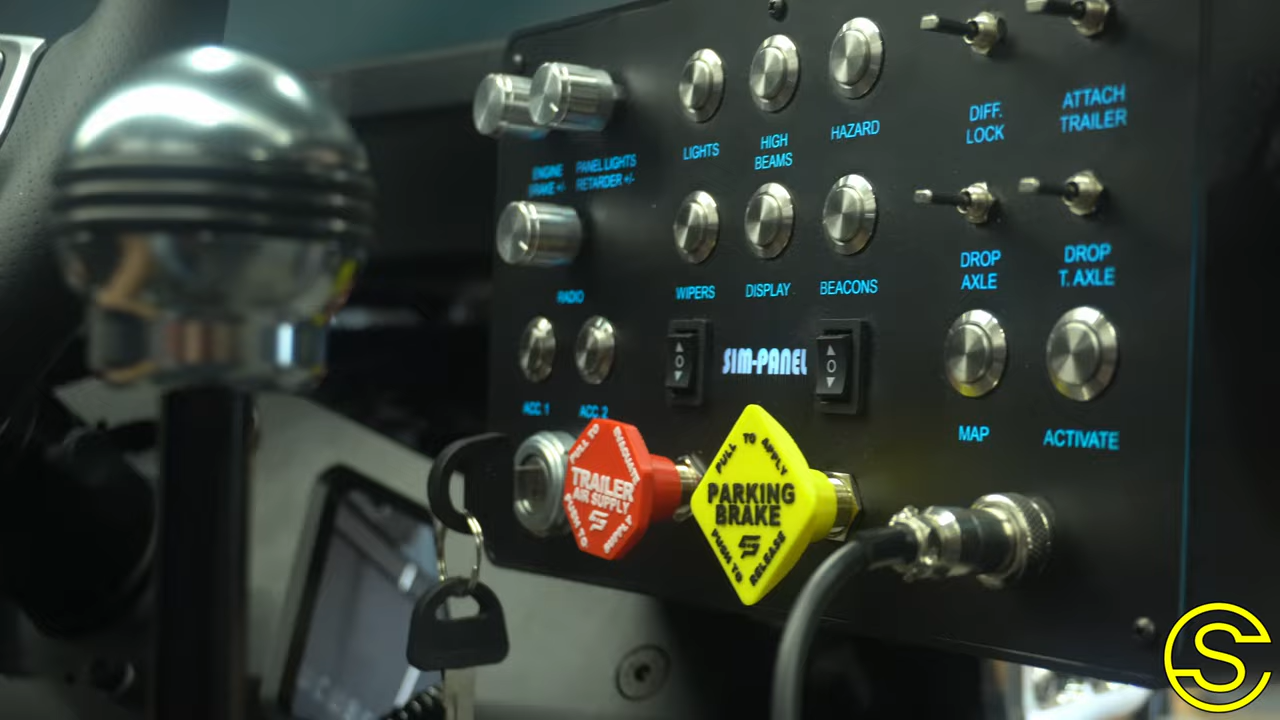 LIGHTS
HIGH
BEAMS
HAZARD
DIFF.
LOCK
ATTACH
TRAILER
ENGINE
BRAKE +/-
PANEL LIGHTS
RETARDER +/-
RADIO
WIPERS
DISPLAY
BEACONS
DROP
AXLE
DROP
T. AXLE
SIM-PANEL
ACC. 1
ACC. 2
MAP
ACTIVATE
PULL TO
EVACUATE
TRAILER
AIR SUPPLY
PUSH TO
SUPPLY
PULL TO APPLY
PARKING
BRAKE
PUSH TO
RELEASE